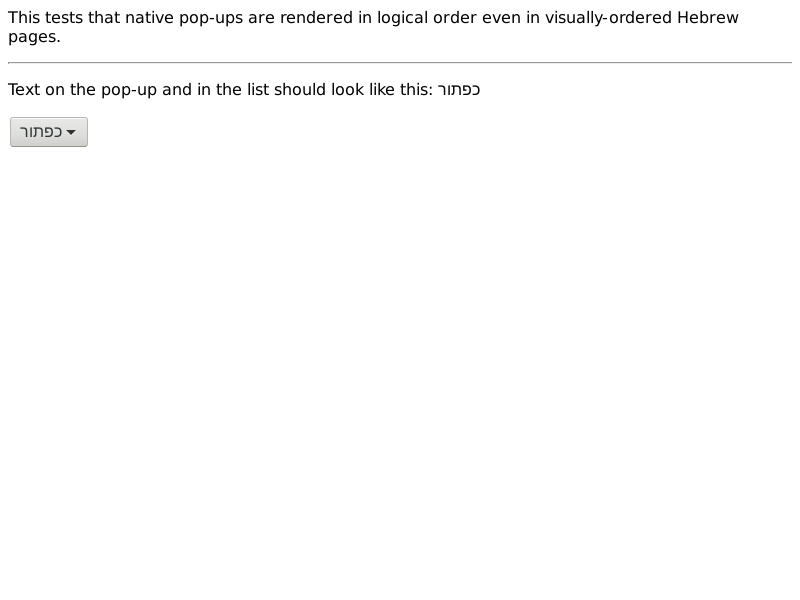 This tests that native pop-ups are rendered in logical order even in visually-ordered Hebrew
pages.
Text on the pop-up and in the list should look like this: כפתור
כפתור